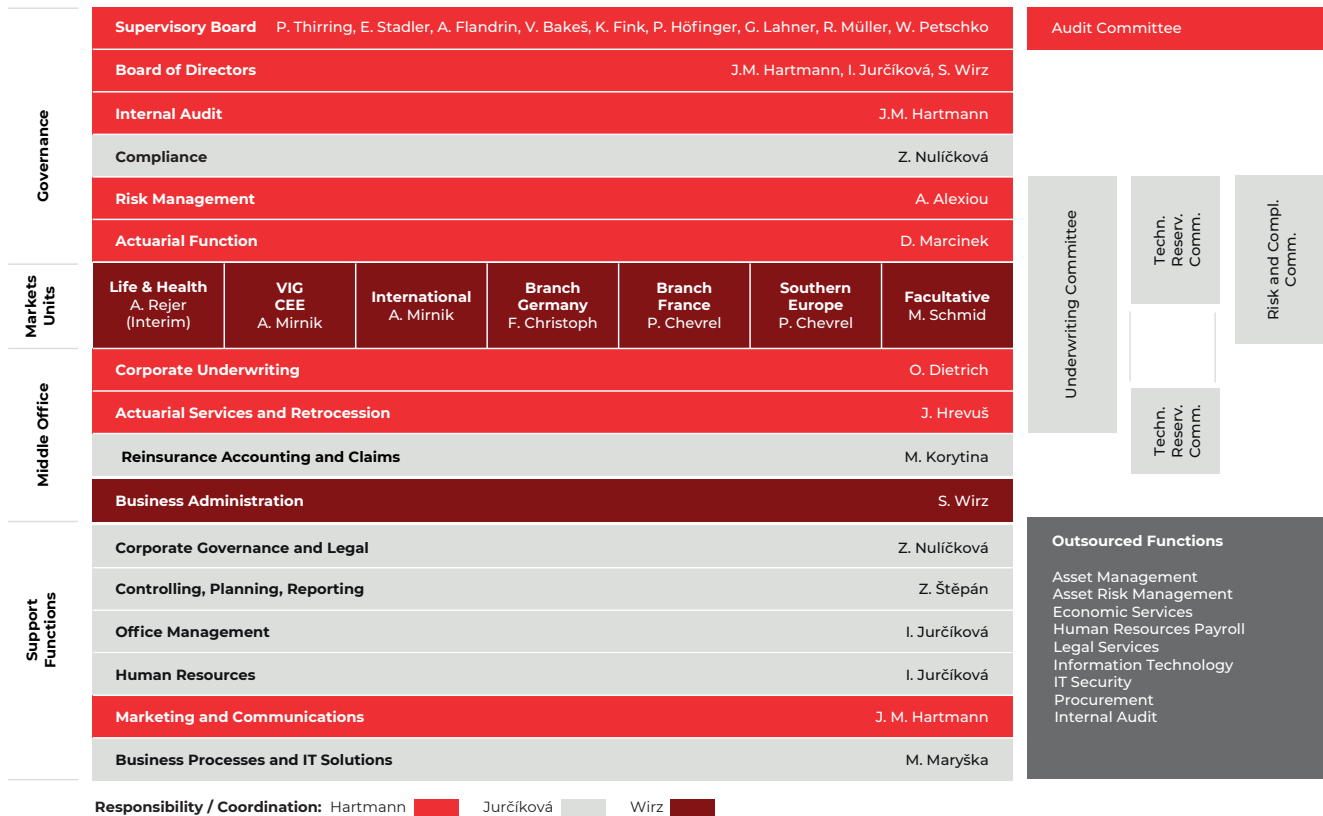 Supervisory Board P. Thirring, E. Stadler, A. Flandrin, V. Bakeš, K. Fink, P. Höfinger, G. Lahner, R. Müller, W. Petschko
Audit Committee
Board of Directors J.M. Hartmann, I. Jurčíková, S. Wirz
Internal Audit J.M. Hartmann
Governance
Compliance Z. Nulíčková
Risk Management A. Alexiou
Actuarial Function D. Marcinek
Markets
Units
Life & Health
A. Rejer
(Interim)
VIG
CEE
A. Mirnik
International
A. Mirnik
Branch
Germany
F. Christoph
Branch
France
P. Chevrel
Southern
Europe
P. Chevrel
Facultative
M. Schmid
Underwriting Committee
Techn.
Reserv.
Comm.
Risk and Compl.
Comm.
Techn.
Reserv.
Comm.
Middle Office
Corporate Underwriting O. Dietrich
Actuarial Services and Retrocession J. Hrevuš
Reinsurance Accounting and Claims M. Korytina
Business Administration S. Wirz
Support
Functions
Corporate Governance and Legal Z. Nulíčková
Controlling, Planning, Reporting Z. Štěpán
Office Management I. Jurčíková
Human Resources I. Jurčíková
Marketing and Communications J. M. Hartmann
Business Processes and IT Solutions M. Maryška
Outsourced Functions
Asset Management
Asset Risk Management
Economic Services
Human Resources Payroll
Legal Services
Information Technology
IT Security
Procurement
Internal Audit
Responsibility / Coordination: Hartmann Jurčíková Wirz